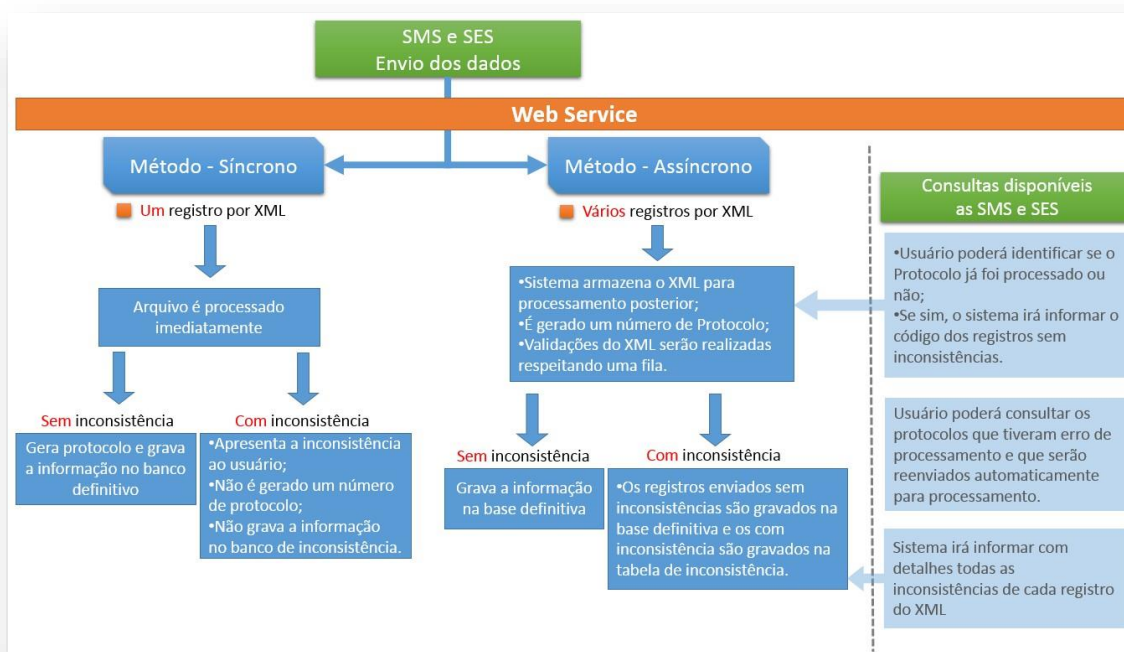 SMS e SES
Envio dos dados
Web Service
Método - Síncrono
Um registro por XML
Arquivo é processado
imediatamente
Sem inconsistência
Gera protocolo e grava
a informação no banco
definitivo
Com inconsistência
•Apresenta a inconsistência
ao usuário;
•Não é gerado um número
de protocolo;
•Não grava a informação
no banco de inconsistência.
Método - Assíncrono
Vários registros por XML
•Sistema armazena o XML para
processamento posterior;
•É gerado um número de Protocolo;
•Validações do XML serão realizadas
respeitando uma fila.
Sem inconsistência
Grava a informação
na base definitiva
Com inconsistência
•Os registros enviados sem
inconsistências são gravados na
base definitiva e os com
inconsistência são gravados na
tabela de inconsistência.
Consultas disponíveis
as SMS e SES
•Usuário poderá identificar se o
Protocolo já foi processado ou
não;
•Se sim, o sistema irá informar o
código dos registros sem
inconsistências.
Usuário poderá consultar os
protocolos que tiveram erro de
processamento e que serão
reenviados automaticamente
para processamento.
Sistema irá informar com
detalhes todas as
inconsistências de cada registro
do XML